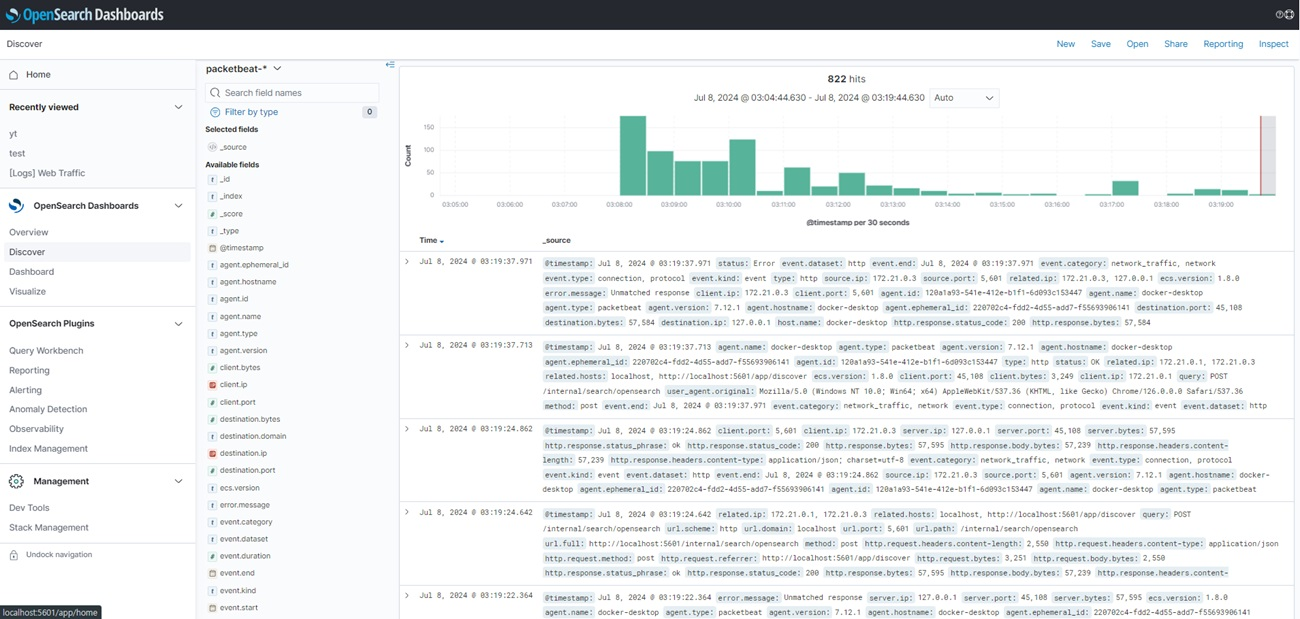 OpenSearch Dashboards
Discover
New Save Open Share Reporting Inspect
Home
Recently viewed
yt
test
[Logs] Web Traffic
OpenSearch Dashboards
Overview
Discover
Dashboard
Visualize
OpenSearch Plugins
Query Workbench
Reporting
Alerting
Anomaly Detection
Observability
Index Management
Management
Dev Tools
Stack Management
Undock navigation
localhost:5601/app/home
packetbeat-*
Search field names
Filter by type 0
Selected fields
_source
Available fields
t _id
t _index
# _score
t _type
@timestamp
t agent.ephemeral_id
t agent.hostname
t agent.id
t agent.name
t agent.type
t agent.version
# client.bytes
client.ip
# client.port
# destination.bytes
t destination.domain
destination.ip
# destination.port
t ecs.version
t error.message
t event.category
t event.dataset
# event.duration
event.end
t event.kind
event.start
822 hits
Jul 8, 2024 @ 03:04:44.630 - Jul 8, 2024 @ 03:19:44.630 Auto
Count
150
100
50
0
03:05:00 03:06:00 03:07:00 03:08:00 03:09:00 03:10:00 03:11:00 03:12:00 03:13:00 03:14:00 03:15:00 03:16:00 03:17:00 03:18:00 03:19:00
@timestamp per 30 seconds
Time _source
Jul 8, 2024 @ 03:19:37.971 @timestamp: Jul 8, 2024 @ 03:19:37.971 status: Error event.dataset: http event.end: Jul 8, 2024 @ 03:19:37.971 event.category: network_traffic, network
event.type: connection, protocol event.kind: event type: http source.ip: 172.21.0.3 source.port: 5,601 related.ip: 172.21.0.3, 127.0.0.1 ecs.version: 1.8.0
error.message: Unmatched response client.ip: 172.21.0.3 client.port: 5,601 agent.id: 120a1a93-541e-412e-b1f1-6d093c153447 agent.name: docker-desktop
agent.type: packetbeat agent.version: 7.12.1 agent.hostname: docker-desktop agent.ephemeral_id: 220702c4-fdd2-4d55-add7-f55693906141 destination.port: 45,108
destination.bytes: 57,584 destination.ip: 127.0.0.1 host.name: docker-desktop http.response.status_code: 200 http.response.bytes: 57,584
Jul 8, 2024 @ 03:19:37.713 @timestamp: Jul 8, 2024 @ 03:19:37.713 agent.name: docker-desktop agent.type: packetbeat agent.version: 7.12.1 agent.hostname: docker-desktop
agent.ephemeral_id: 220702c4-fdd2-4d55-add7-f55693906141 agent.id: 120a1a93-541e-412e-b1f1-6d093c153447 type: http status: OK related.ip: 172.21.0.1, 172.21.0.3
related.hosts: localhost, http://localhost:5601/app/discover ecs.version: 1.8.0 client.port: 45,108 client.bytes: 3,249 client.ip: 172.21.0.1 query: POST
/internal/search/opensearch user_agent.original: Mozilla/5.0 (Windows NT 10.0; Win64; x64) AppleWebKit/537.36 (KHTML, like Gecko) Chrome/126.0.0.0 Safari/537.36
method: post event.end: Jul 8, 2024 @ 03:19:37.971 event.category: network_traffic, network event.type: connection, protocol event.kind: event event.dataset: http
Jul 8, 2024 @ 03:19:24.862 @timestamp: Jul 8, 2024 @ 03:19:24.862 client.port: 5,601 client.ip: 172.21.0.3 server.ip: 127.0.0.1 server.port: 45,108 server.bytes: 57,595
http.response.status_phrase: ok http.response.status_code: 200 http.response.bytes: 57,595 http.response.body.bytes: 57,239 http.response.headers.content-
length: 57,239 http.response.headers.content-type: application/json; charset=utf-8 event.category: network_traffic, network event.type: connection, protocol
event.kind: event event.dataset: http event.end: Jul 8, 2024 @ 03:19:24.862 source.ip: 172.21.0.3 source.port: 5,601 agent.version: 7.12.1 agent.hostname: docker-
desktop agent.ephemeral_id: 220702c4-fdd2-4d55-add7-f55693906141 agent.id: 120a1a93-541e-412e-b1f1-6d093c153447 agent.name: docker-desktop agent.type: packetbeat
Jul 8, 2024 @ 03:19:24.642 @timestamp: Jul 8, 2024 @ 03:19:24.642 related.ip: 172.21.0.1, 172.21.0.3 related.hosts: localhost, http://localhost:5601/app/discover query: POST
/internal/search/opensearch url.scheme: http url.domain: localhost url.port: 5,601 url.path: /internal/search/opensearch
url.full: http://localhost:5601/internal/search/opensearch method: post http.request.headers.content-length: 2,550 http.request.headers.content-type: application/json
http.request.method: post http.request.referrer: http://localhost:5601/app/discover http.request.bytes: 3,251 http.request.body.bytes: 2,550
http.response.status_phrase: ok http.response.status_code: 200 http.response.bytes: 57,595 http.response.body.bytes: 57,239 http.response.headers.content-
Jul 8, 2024 @ 03:19:22.364 @timestamp: Jul 8, 2024 @ 03:19:22.364 error.message: Unmatched response server.ip: 127.0.0.1 server.port: 45,108 server.bytes: 57,595 ecs.version: 1.8.0
agent.name: docker-desktop agent.type: packetbeat agent.version: 7.12.1 agent.hostname: docker-desktop agent.ephemeral_id: 220702c4-fdd2-4d55-add7-f55693906141